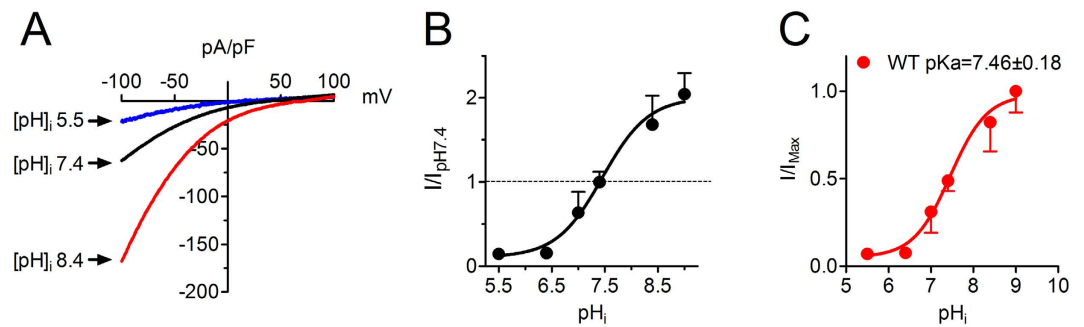 A
pA/pF
-100 -50 0 50 100
mV
[pH]i 5.5
[pH]i 7.4
[pH]i 8.4
-50
-100
-150
-200
B
I/IpH7.4
2
1
0
5.5 6.5 7.5 8.5
pHi
C
WT pKa=7.46±0.18
I/IMax
1.0
0.5
0.0
5 6 7 8 9 10
pHi